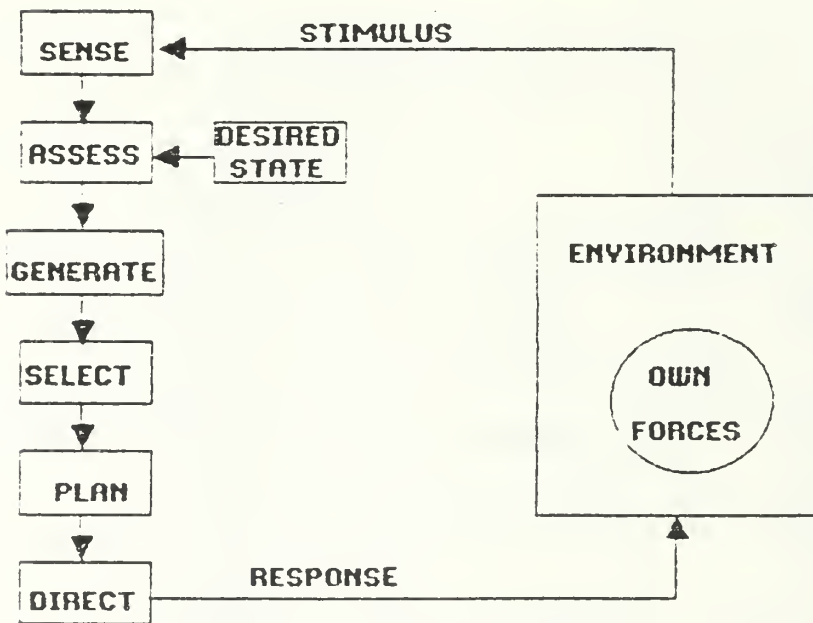 STIMULUS
SENSE
ASSESS
DESIRED
STATE
GENERATE
SELECT
PLAN
DIRECT
RESPONSE
ENVIRONMENT
OWN
FORCES